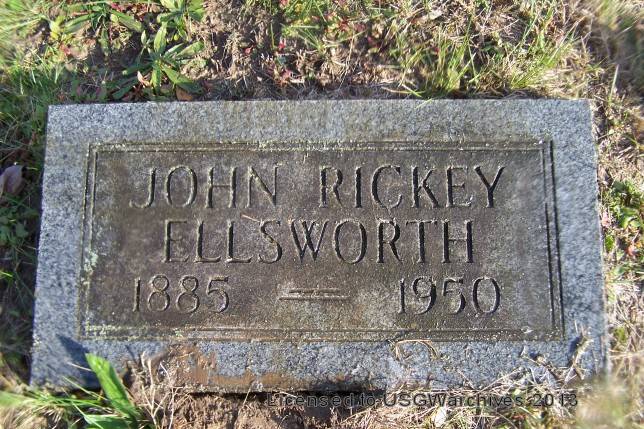 JOHN RICKEY
ELLSWORTH
1885 — 1950
Licensed to USGWarchives 2013